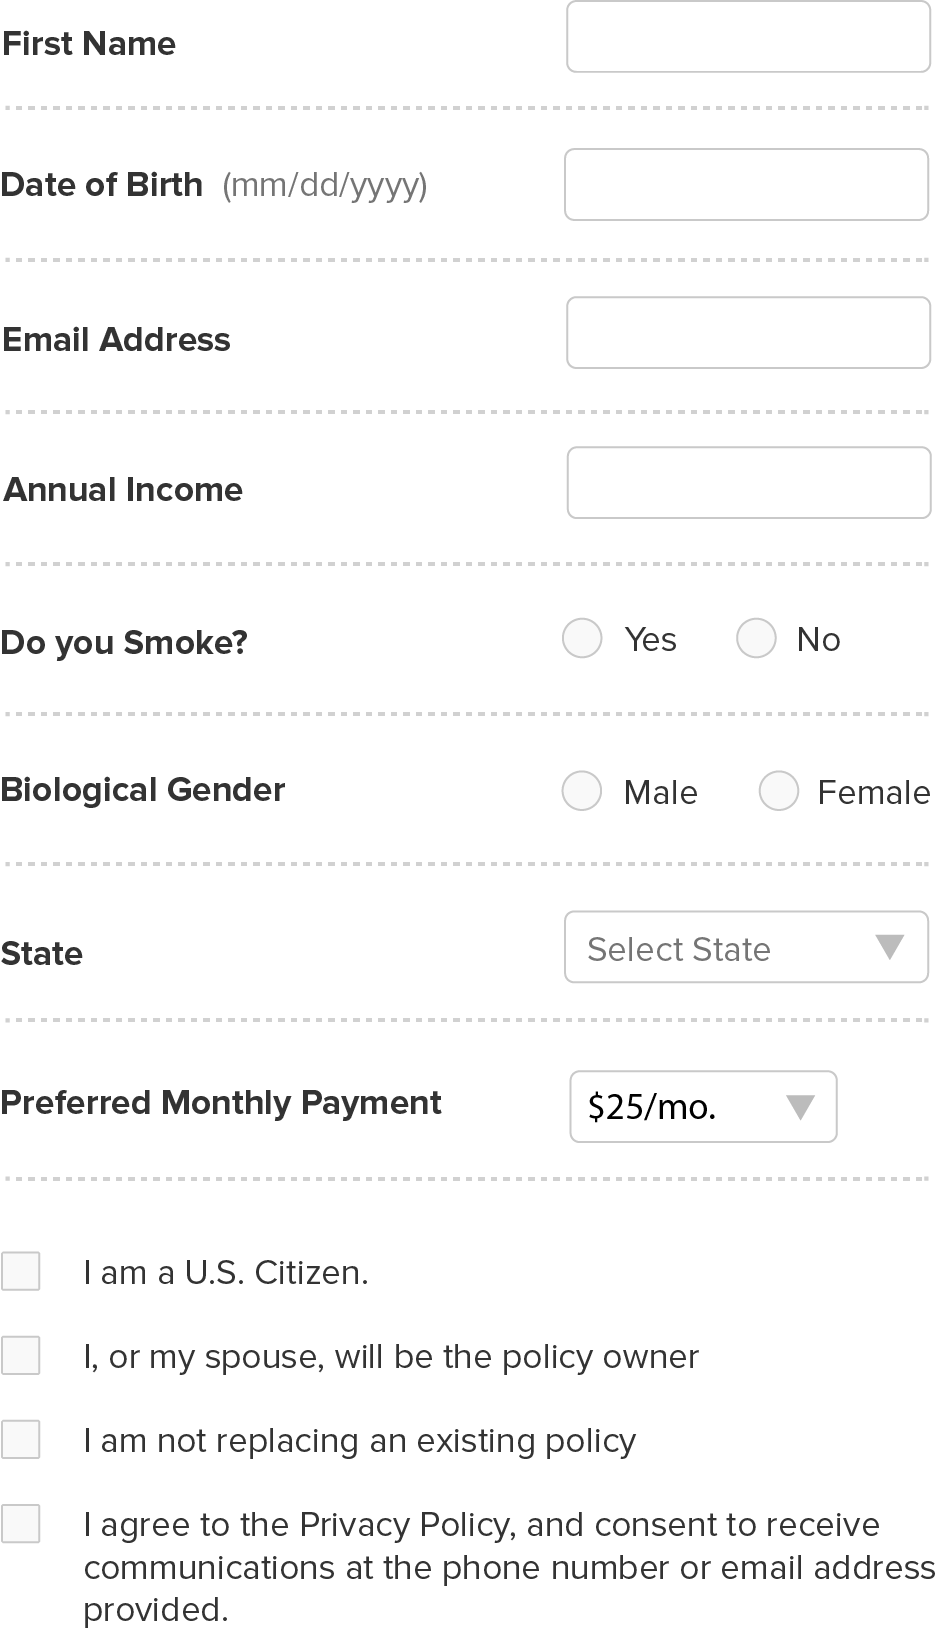 First Name
Date of Birth (mm/dd/yyyy)
Email Address
Annual Income
Do you Smoke? Yes No
Biological Gender Male Female
State Select State
Preferred Monthly Payment $25/mo.
I am a U.S. Citizen.
I, or my spouse, will be the policy owner
I am not replacing an existing policy
I agree to the Privacy Policy, and consent to receive
communications at the phone number or email address
provided.